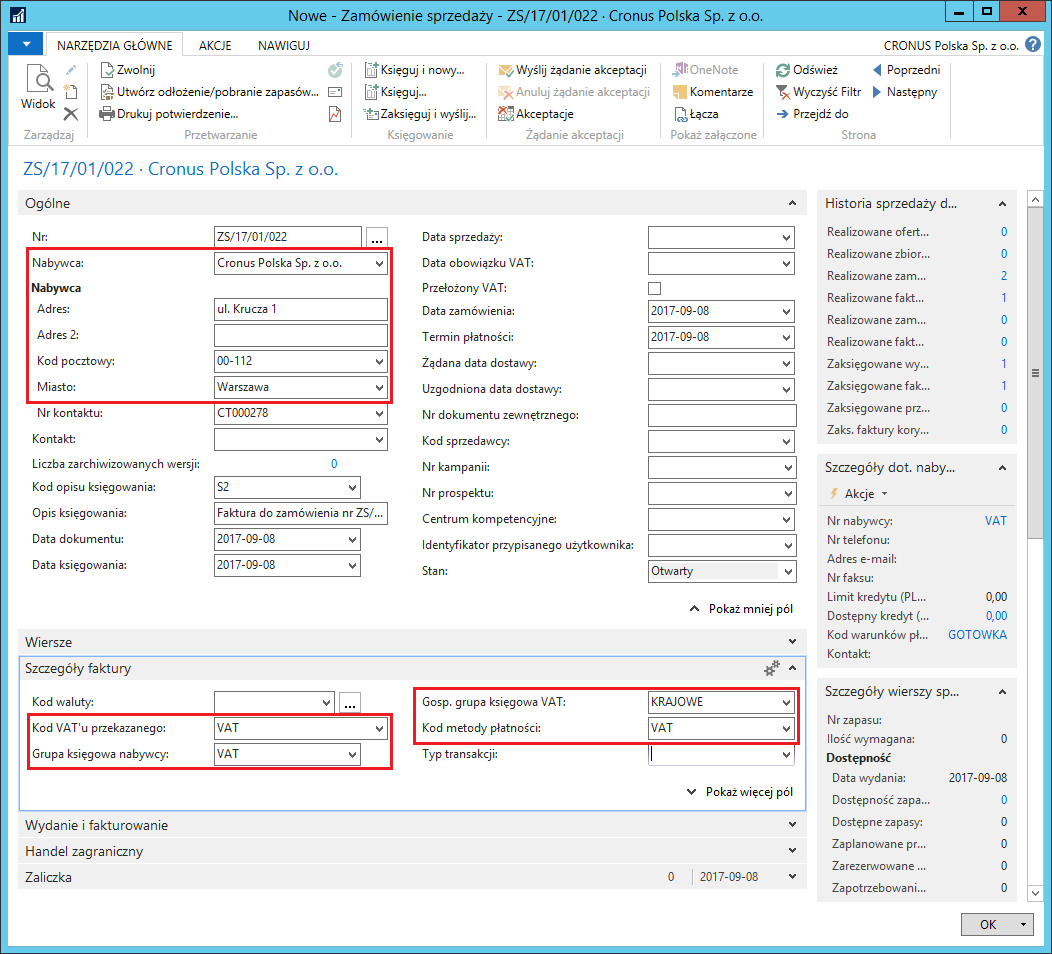 Nowe - Zamówienie sprzedaży - ZS/17/01/022 · Cronus Polska Sp. z o.o.
NARZĘDZIA GŁÓWNE AKCJE NAWIGUJ CRONUS Polska Sp. z o.o.
Widok
Zarządzaj
Zwolnij
Utwórz odłożenie/pobranie zapasów...
Drukuj potwierdzenie...
Przetwarzanie
Księguj i nowy...
Księguj...
Zaksięguj i wyślij...
Księgowanie
Wyślij żądanie akceptacji
Anuluj żądanie akceptacji
Akceptacje
Żądanie akceptacji
OneNote
Komentarze
Łącza
Pokaż załączone
Odśwież
Wyczyść Filtr
Przejdź do
Poprzedni
Następny
Strona
ZS/17/01/022 · Cronus Polska Sp. z o.o.
Ogólne
Nr: ZS/17/01/022 ...
Nabywca: Cronus Polska Sp. z o.o.
Nabywca
Adres: ul. Krucza 1
Adres 2:
Kod pocztowy: 00-112
Miasto: Warszawa
Nr kontaktu: CT000278
Kontakt:
Liczba zarchiwizowanych wersji: 0
Kod opisu księgowania: S2
Opis księgowania: Faktura do zamówienia nr ZS/...
Data dokumentu: 2017-09-08
Data księgowania: 2017-09-08
Data sprzedaży:
Data obowiązku VAT:
Przełożony VAT:
Data zamówienia: 2017-09-08
Termin płatności: 2017-09-08
Żądana data dostawy:
Uzgodniona data dostawy:
Nr dokumentu zewnętrznego:
Kod sprzedawcy:
Nr kampanii:
Nr prospektu:
Centrum kompetencyjne:
Identyfikator przypisanego użytkownika:
Stan: Otwarty
Pokaż mniej pól
Wiersze
Szczegóły faktury
Kod waluty: ...
Kod VAT'u przekazanego: VAT
Grupa księgowa nabywcy: VAT
Gosp. grupa księgowa VAT: KRAJOWE
Kod metody płatności: VAT
Typ transakcji:
Pokaż więcej pól
Wydanie i fakturowanie
Handel zagraniczny
Zaliczka 0 2017-09-08
Historia sprzedaży d...
Realizowane ofert... 0
Realizowane zbior... 0
Realizowane zam... 2
Realizowane fakt... 1
Realizowane zam... 0
Realizowane fakt... 0
Zaksięgowane wy... 1
Zaksięgowane fak... 1
Zaksięgowane prz... 0
Zaks. faktury kory... 0
Szczegóły dot. naby...
Akcje
Nr nabywcy: VAT
Nr telefonu:
Adres e-mail:
Nr faksu:
Limit kredytu (PL... 0,00
Dostępny kredyt (... 0,00
Kod warunków pł... GOTOWKA
Kontakt:
Szczegóły wierszy sp...
Nr zapasu:
Ilość wymagana: 0
Dostępność
Data wydania: 2017-09-08
Dostępność zapa... 0
Dostępne zapasy: 0
Zaplanowane pr... 0
Zarezerwowane ... 0
Zapotrzebowani... 0
OK